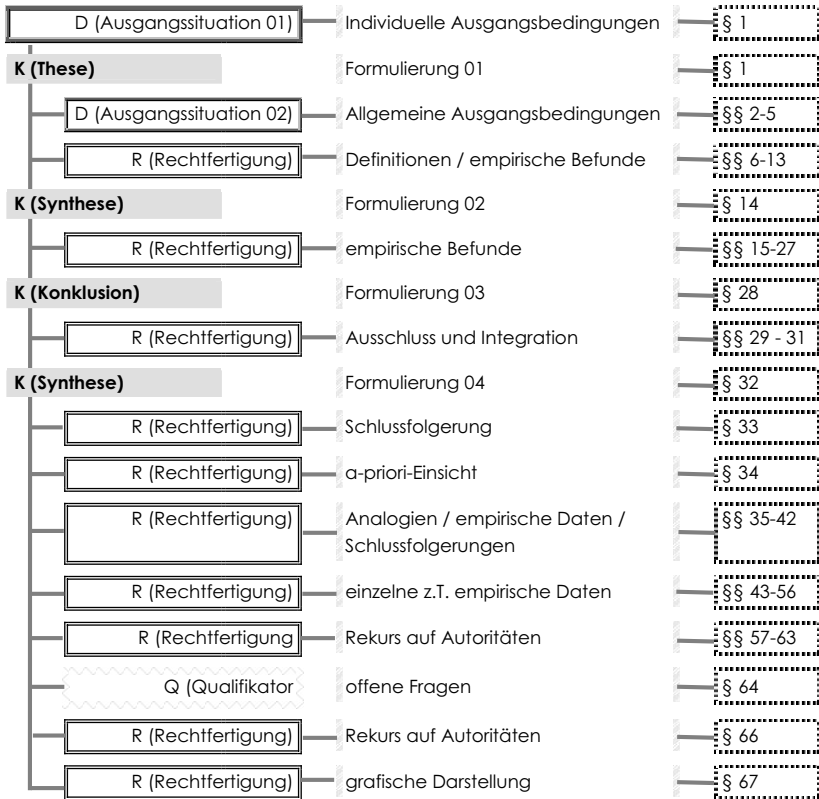 D (Ausgangssituation 01) Individuelle Ausgangsbedingungen § 1
K (These) Formulierung 01 § 1
D (Ausgangssituation 02) Allgemeine Ausgangsbedingungen §§ 2-5
R (Rechtfertigung) Definitionen / empirische Befunde §§ 6-13
K (Synthese) Formulierung 02 § 14
R (Rechtfertigung) empirische Befunde §§ 15-27
K (Konklusion) Formulierung 03 § 28
R (Rechtfertigung) Ausschluss und Integration §§ 29 - 31
K (Synthese) Formulierung 04 § 32
R (Rechtfertigung) Schlussfolgerung § 33
R (Rechtfertigung) a-priori-Einsicht § 34
R (Rechtfertigung) Analogien / empirische Daten / §§ 35-42
Schlussfolgerungen
R (Rechtfertigung) einzelne z.T. empirische Daten §§ 43-56
R (Rechtfertigung Rekurs auf Autoritäten §§ 57-63
Q (Qualifikator offene Fragen § 64
R (Rechtfertigung) Rekurs auf Autoritäten § 66
R (Rechtfertigung) grafische Darstellung § 67